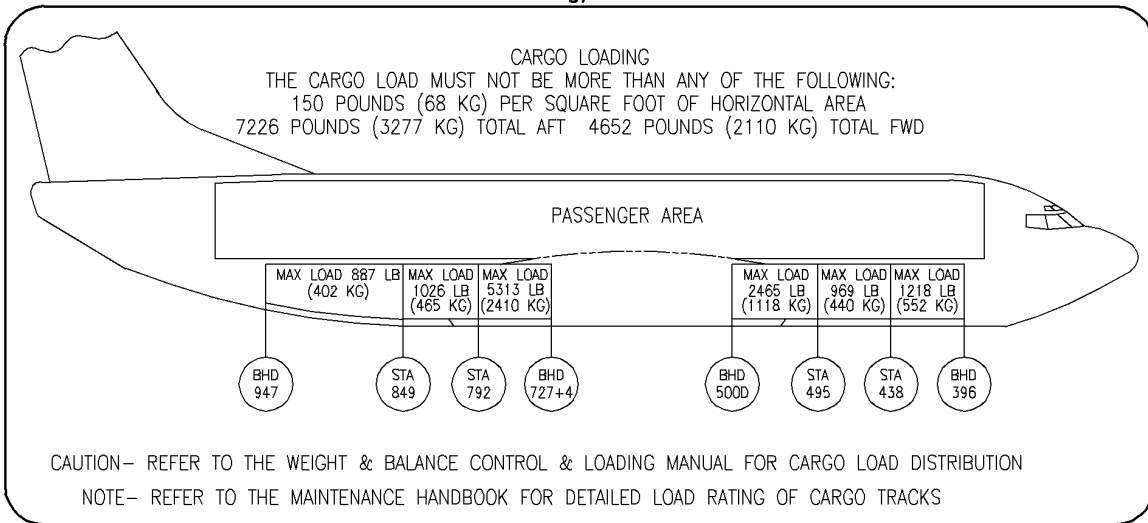 CARGO LOADING
THE CARGO LOAD MUST NOT BE MORE THAN ANY OF THE FOLLOWING:
150 POUNDS (68 KG) PER SQUARE FOOT OF HORIZONTAL AREA
7226 POUNDS (3277 KG) TOTAL AFT 4652 POUNDS (2110 KG) TOTAL FWD
PASSENGER AREA
MAX LOAD 887 LB
(402 KG)
MAX LOAD
1026 LB
(465 KG)
MAX LOAD
5313 LB
(2410 KG)
MAX LOAD
2465 LB
(1118 KG)
MAX LOAD
969 LB
(440 KG)
MAX LOAD
1218 LB
(552 KG)
BHD
947
STA
849
STA
792
BHD
727+4
BHD
500D
STA
495
STA
438
BHD
396
CAUTION– REFER TO THE WEIGHT & BALANCE CONTROL & LOADING MANUAL FOR CARGO LOAD DISTRIBUTION
NOTE– REFER TO THE MAINTENANCE HANDBOOK FOR DETAILED LOAD RATING OF CARGO TRACKS